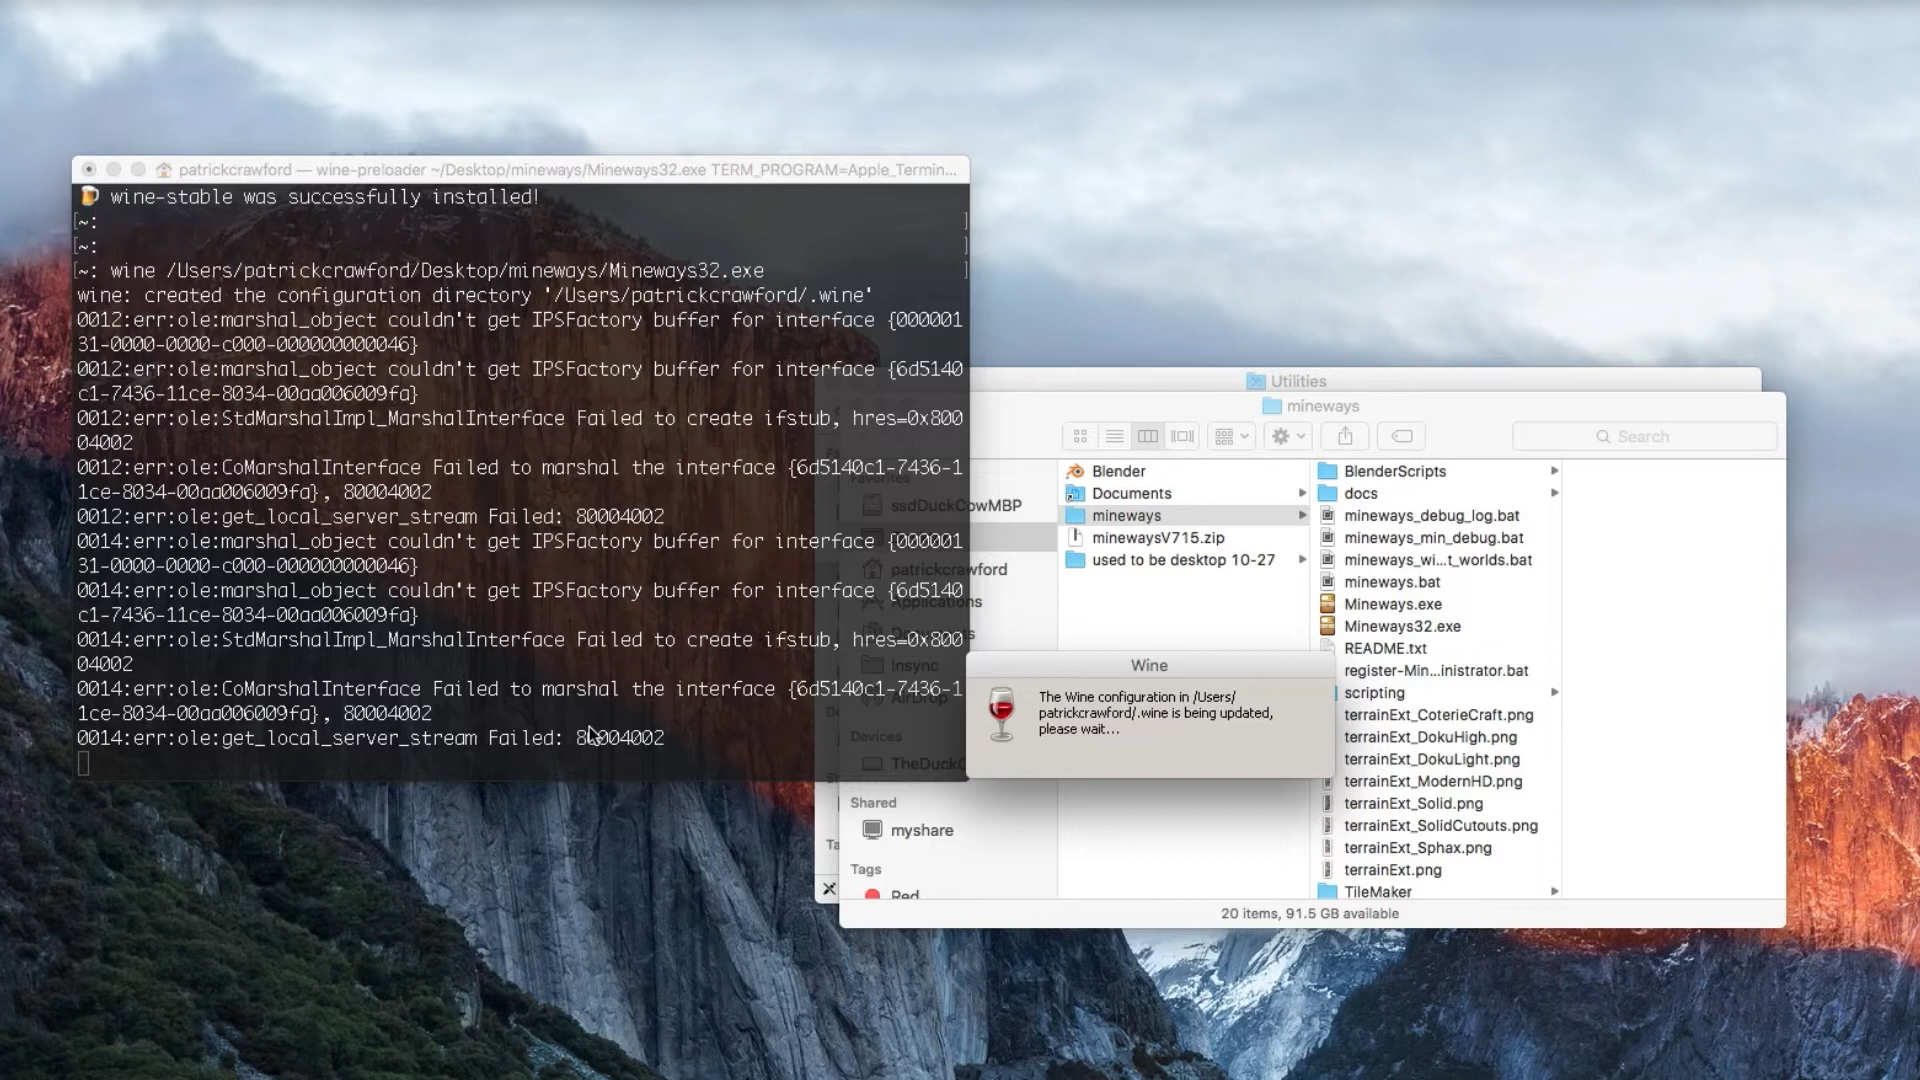 patrickcrawford — wine-preloader ~/Desktop/mineways/Mineways32.exe TERM_PROGRAM=Apple_Termin...
wine-stable was successfully installed!
[~:
[~:
[~: wine /Users/patrickcrawford/Desktop/mineways/Mineways32.exe
wine: created the configuration directory '/Users/patrickcrawford/.wine'
0012:err:ole:marshal_object couldn't get IPSFactory buffer for interface {000001
31-0000-0000-c000-000000000046}
0012:err:ole:marshal_object couldn't get IPSFactory buffer for interface {6d5140
c1-7436-11ce-8034-00aa006009fa}
0012:err:ole:StdMarshalImpl_MarshalInterface Failed to create ifstub, hres=0x800
04002
0012:err:ole:CoMarshalInterface Failed to marshal the interface {6d5140c1-7436-1
1ce-8034-00aa006009fa}, 80004002
0012:err:ole:get_local_server_stream Failed: 80004002
0014:err:ole:marshal_object couldn't get IPSFactory buffer for interface {000001
31-0000-0000-c000-000000000046}
0014:err:ole:marshal_object couldn't get IPSFactory buffer for interface {6d5140
c1-7436-11ce-8034-00aa006009fa}
0014:err:ole:StdMarshalImpl_MarshalInterface Failed to create ifstub, hres=0x800
04002
0014:err:ole:CoMarshalInterface Failed to marshal the interface {6d5140c1-7436-1
1ce-8034-00aa006009fa}, 80004002
0014:err:ole:get_local_server_stream Failed: 80004002
Utilities
mineways
Search
Favorites
ssdDuckCowMBP
patrickcrawford
Applications
Insync
AirDrop
Devices
Shared
myshare
Tags
Red
Blender
Documents
mineways
minewaysV715.zip
used to be desktop 10-27
BlenderScripts
docs
mineways_debug_log.bat
mineways_min_debug.bat
mineways_wi...t_worlds.bat
mineways.bat
Mineways.exe
Mineways32.exe
README.txt
register-Min...inistrator.bat
scripting
terrainExt_CoterieCraft.png
terrainExt_DokuHigh.png
terrainExt_DokuLight.png
terrainExt_ModernHD.png
terrainExt_Solid.png
terrainExt_SolidCutouts.png
terrainExt_Sphax.png
terrainExt.png
TileMaker
20 items, 91.5 GB available
Wine
The Wine configuration in /Users/
patrickcrawford/.wine is being updated,
please wait...